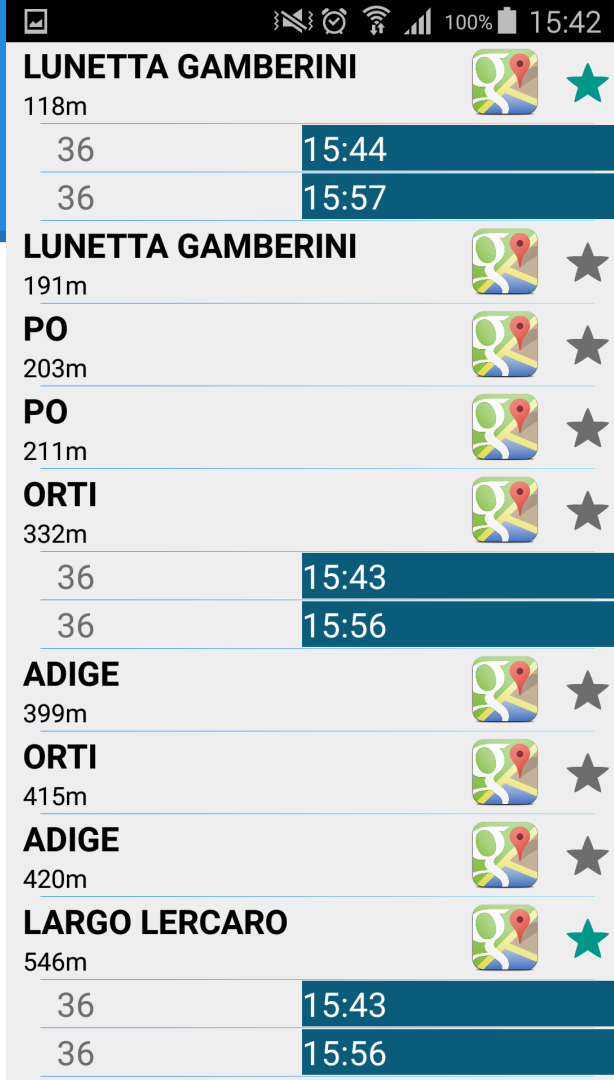 100% 15:42
LUNETTA GAMBERINI
118m
36 15:44
36 15:57
LUNETTA GAMBERINI
191m
PO
203m
PO
211m
ORTI
332m
36 15:43
36 15:56
ADIGE
399m
ORTI
415m
ADIGE
420m
LARGO LERCARO
546m
36 15:43
36 15:56